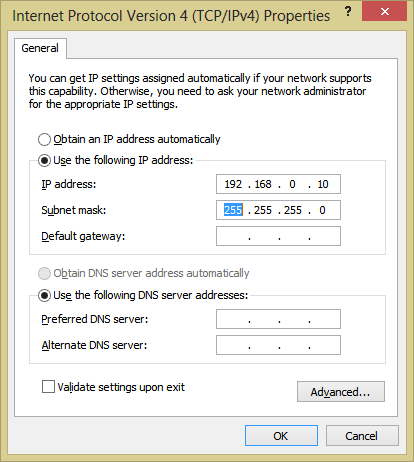 Internet Protocol Version 4 (TCP/IPv4) Properties ? X
General
You can get IP settings assigned automatically if your network supports
this capability. Otherwise, you need to ask your network administrator
for the appropriate IP settings.
Obtain an IP address automatically
Use the following IP address:
IP address: 192 . 168 . 0 . 10
Subnet mask: 255 . 255 . 255 . 0
Default gateway: . . .
Obtain DNS server address automatically
Use the following DNS server addresses:
Preferred DNS server: . . .
Alternate DNS server: . . .
Validate settings upon exit
Advanced...
OK Cancel